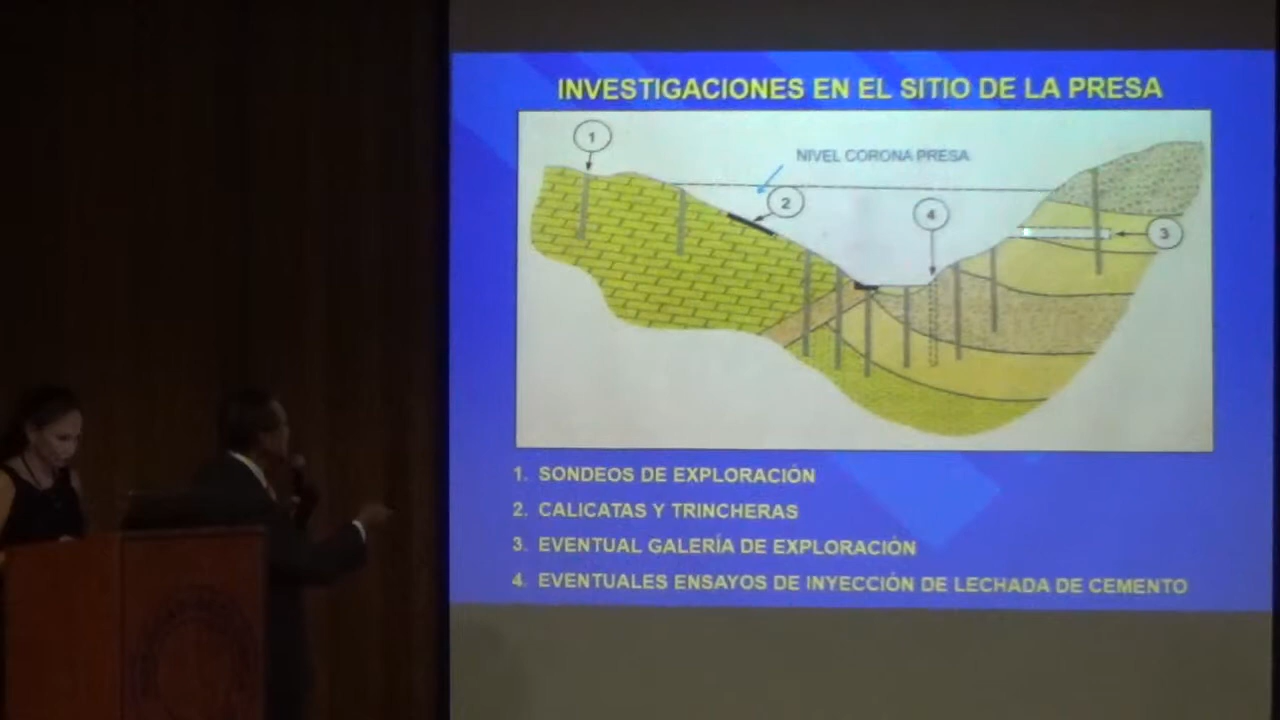 INVESTIGACIONES EN EL SITIO DE LA PRESA
1
NIVEL CORONA PRESA
2
4
3
1. SONDEOS DE EXPLORACIÓN
2. CALICATAS Y TRINCHERAS
3. EVENTUAL GALERÍA DE EXPLORACIÓN
4. EVENTUALES ENSAYOS DE INYECCIÓN DE LECHADA DE CEMENTO